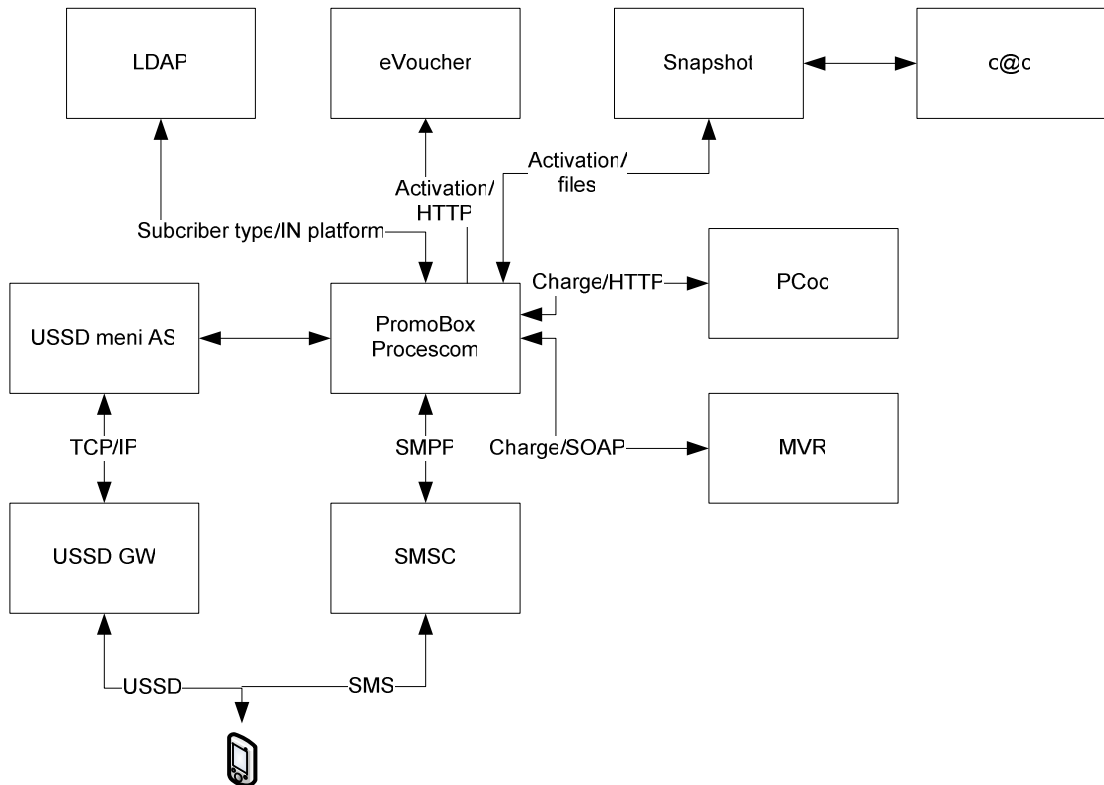 LDAP
eVoucher
Snapshot
c@c
Activation/
files
Activation/
HTTP
Subcriber type/IN platform
Charge/HTTP
PCoc
USSD meni AS
PromoBox
Procescom
TCP/IP
SMPP
Charge/SOAP
MVR
USSD GW
SMSC
USSD
SMS